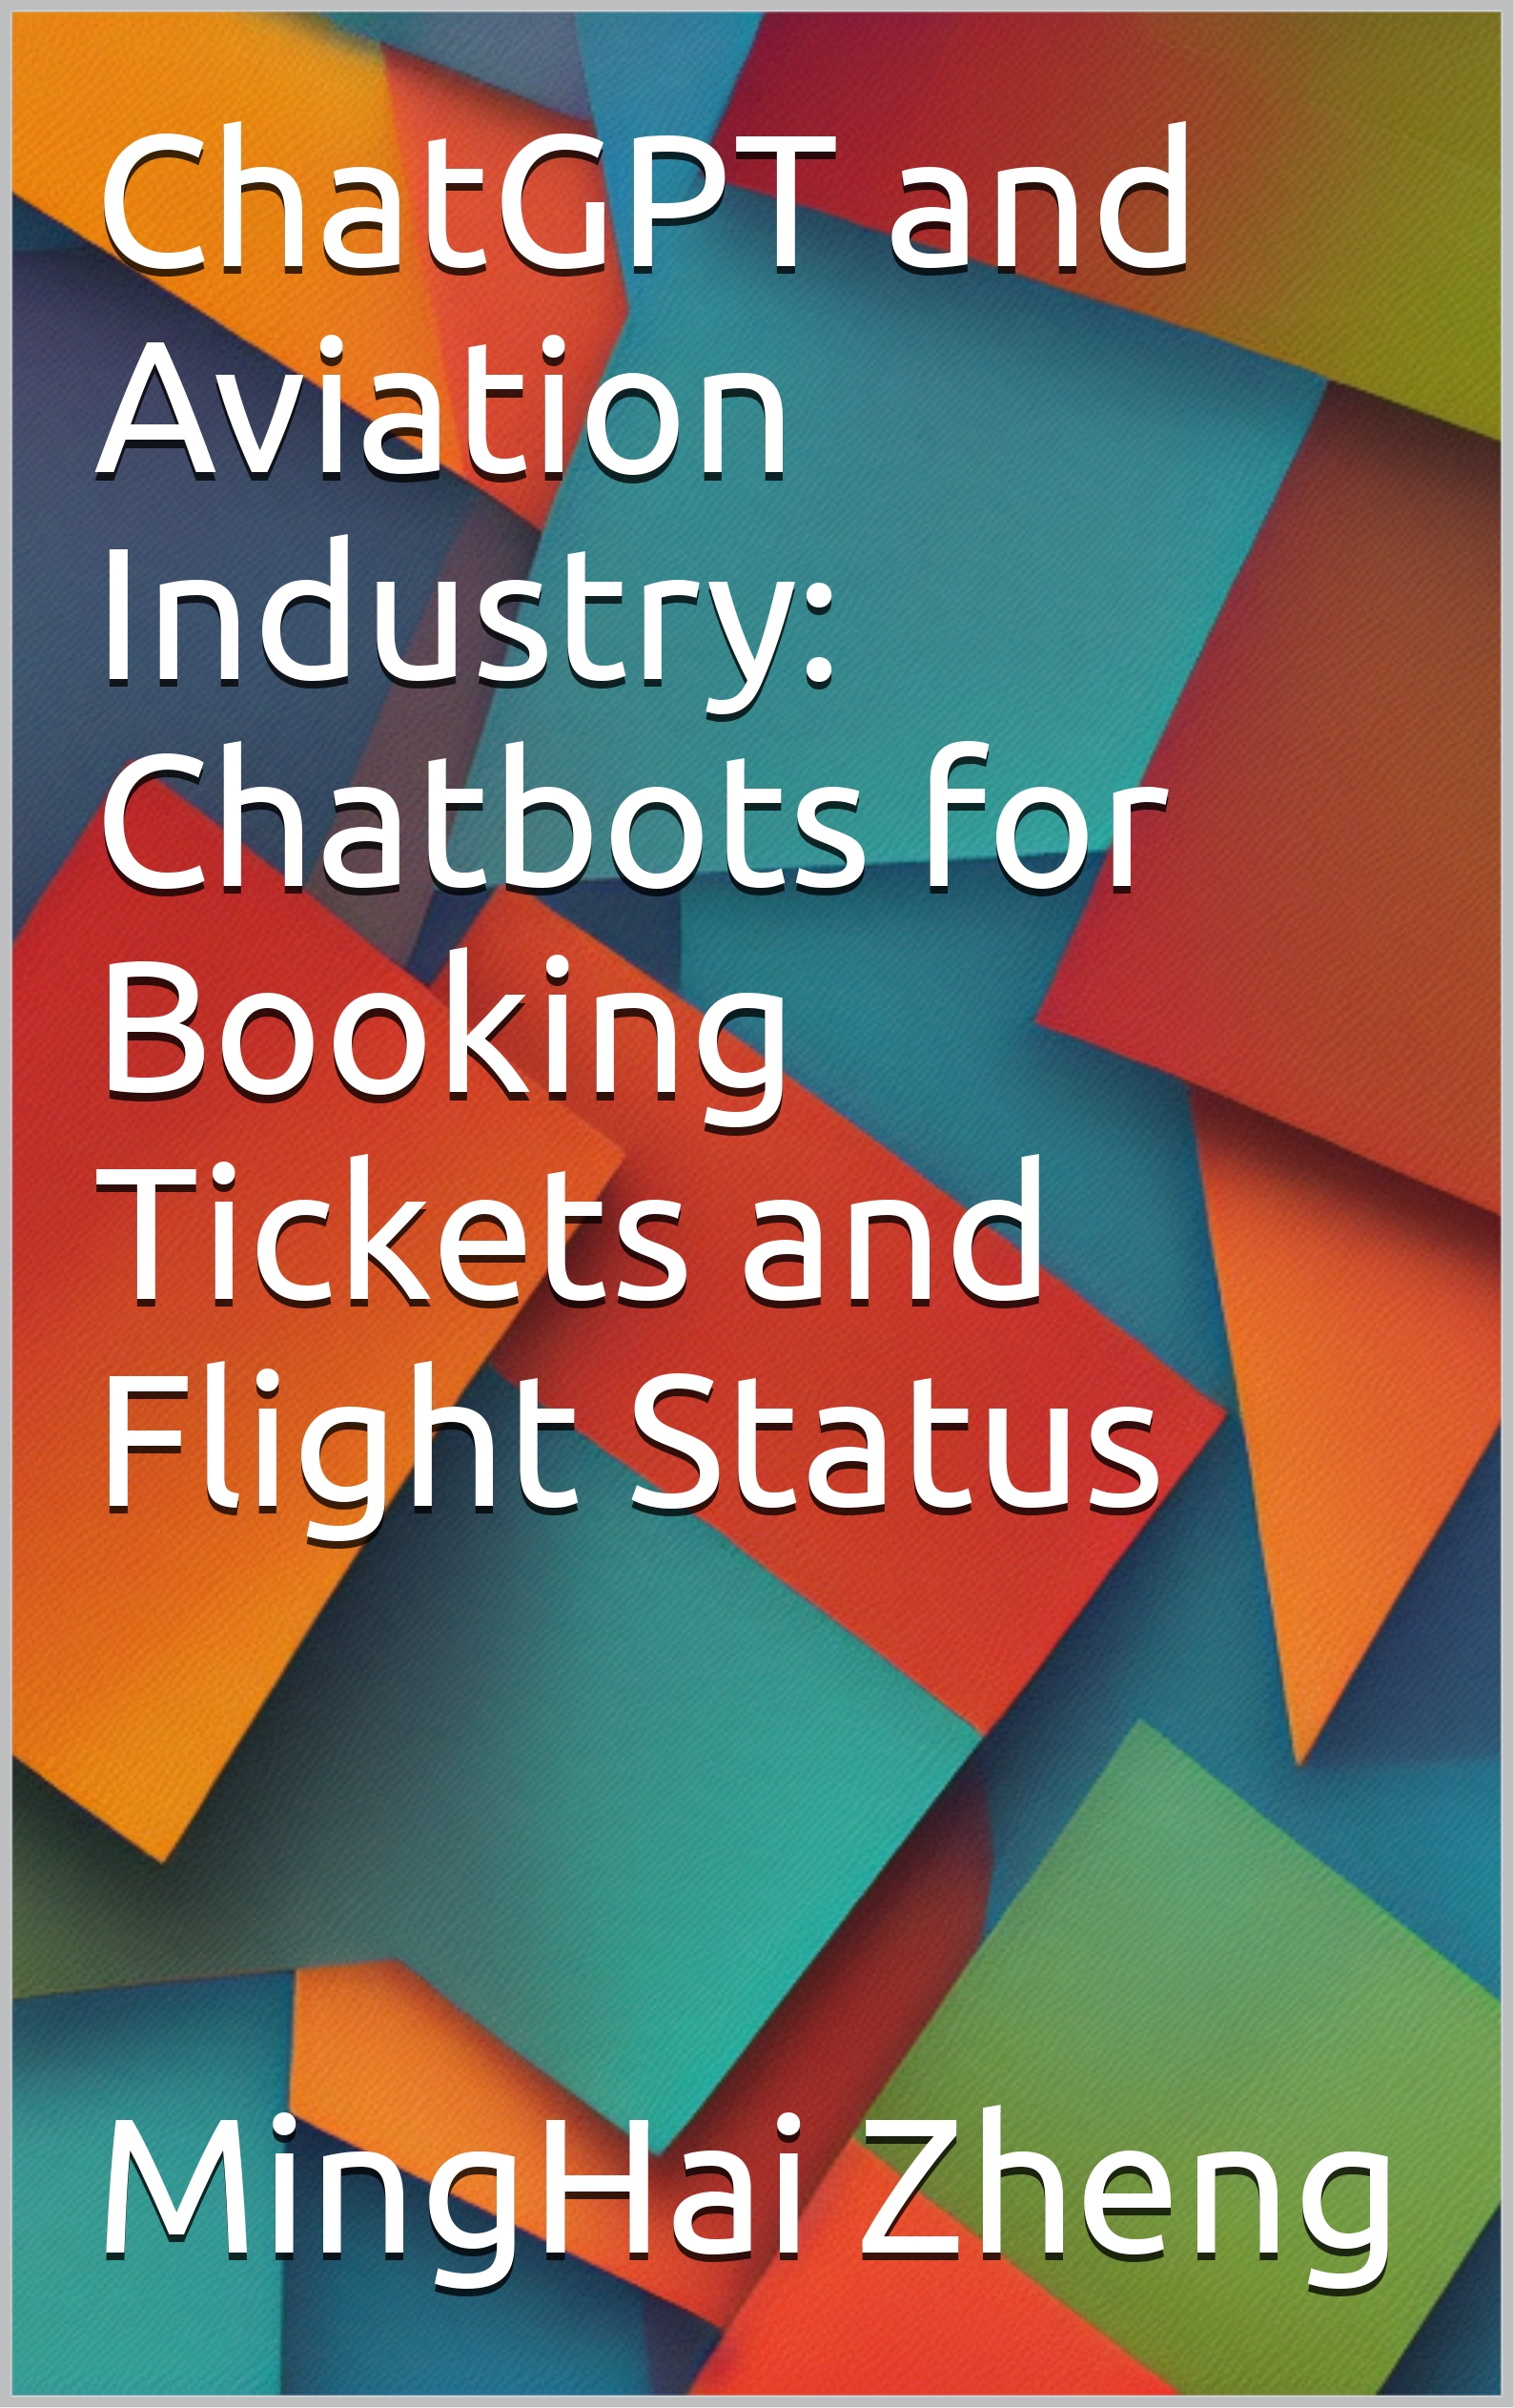 ChatGPT and
Aviation
Industry:
Chatbots for
Booking
Tickets and
Flight Status
MingHai Zheng